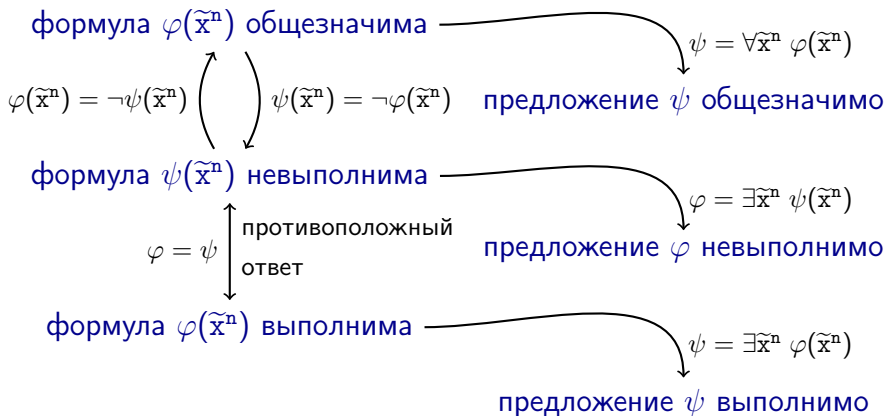 формула φ(x̃ⁿ) общезначима
ψ = ∀x̃ⁿ φ(x̃ⁿ)
φ(x̃ⁿ) = ¬ψ(x̃ⁿ) ψ(x̃ⁿ) = ¬φ(x̃ⁿ)
предложение ψ общезначимо
формула ψ(x̃ⁿ) невыполнима
φ = ∃x̃ⁿ ψ(x̃ⁿ)
противоположный
φ = ψ
предложение φ невыполнимо
ответ
формула φ(x̃ⁿ) выполнима
ψ = ∃x̃ⁿ φ(x̃ⁿ)
предложение ψ выполнимо